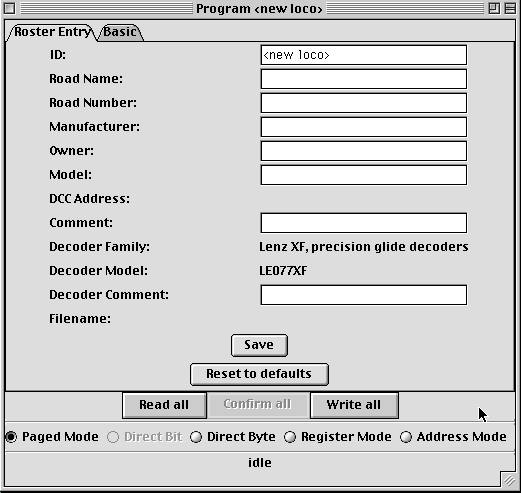 Program <new loco>
Roster Entry Basic
ID: <new loco>
Road Name:
Road Number:
Manufacturer:
Owner:
Model:
DCC Address:
Comment:
Decoder Family: Lenz XF, precision glide decoders
Decoder Model: LE077XF
Decoder Comment:
Filename:
Save
Reset to defaults
Read all Confirm all Write all
Paged Mode Direct Bit Direct Byte Register Mode Address Mode
idle